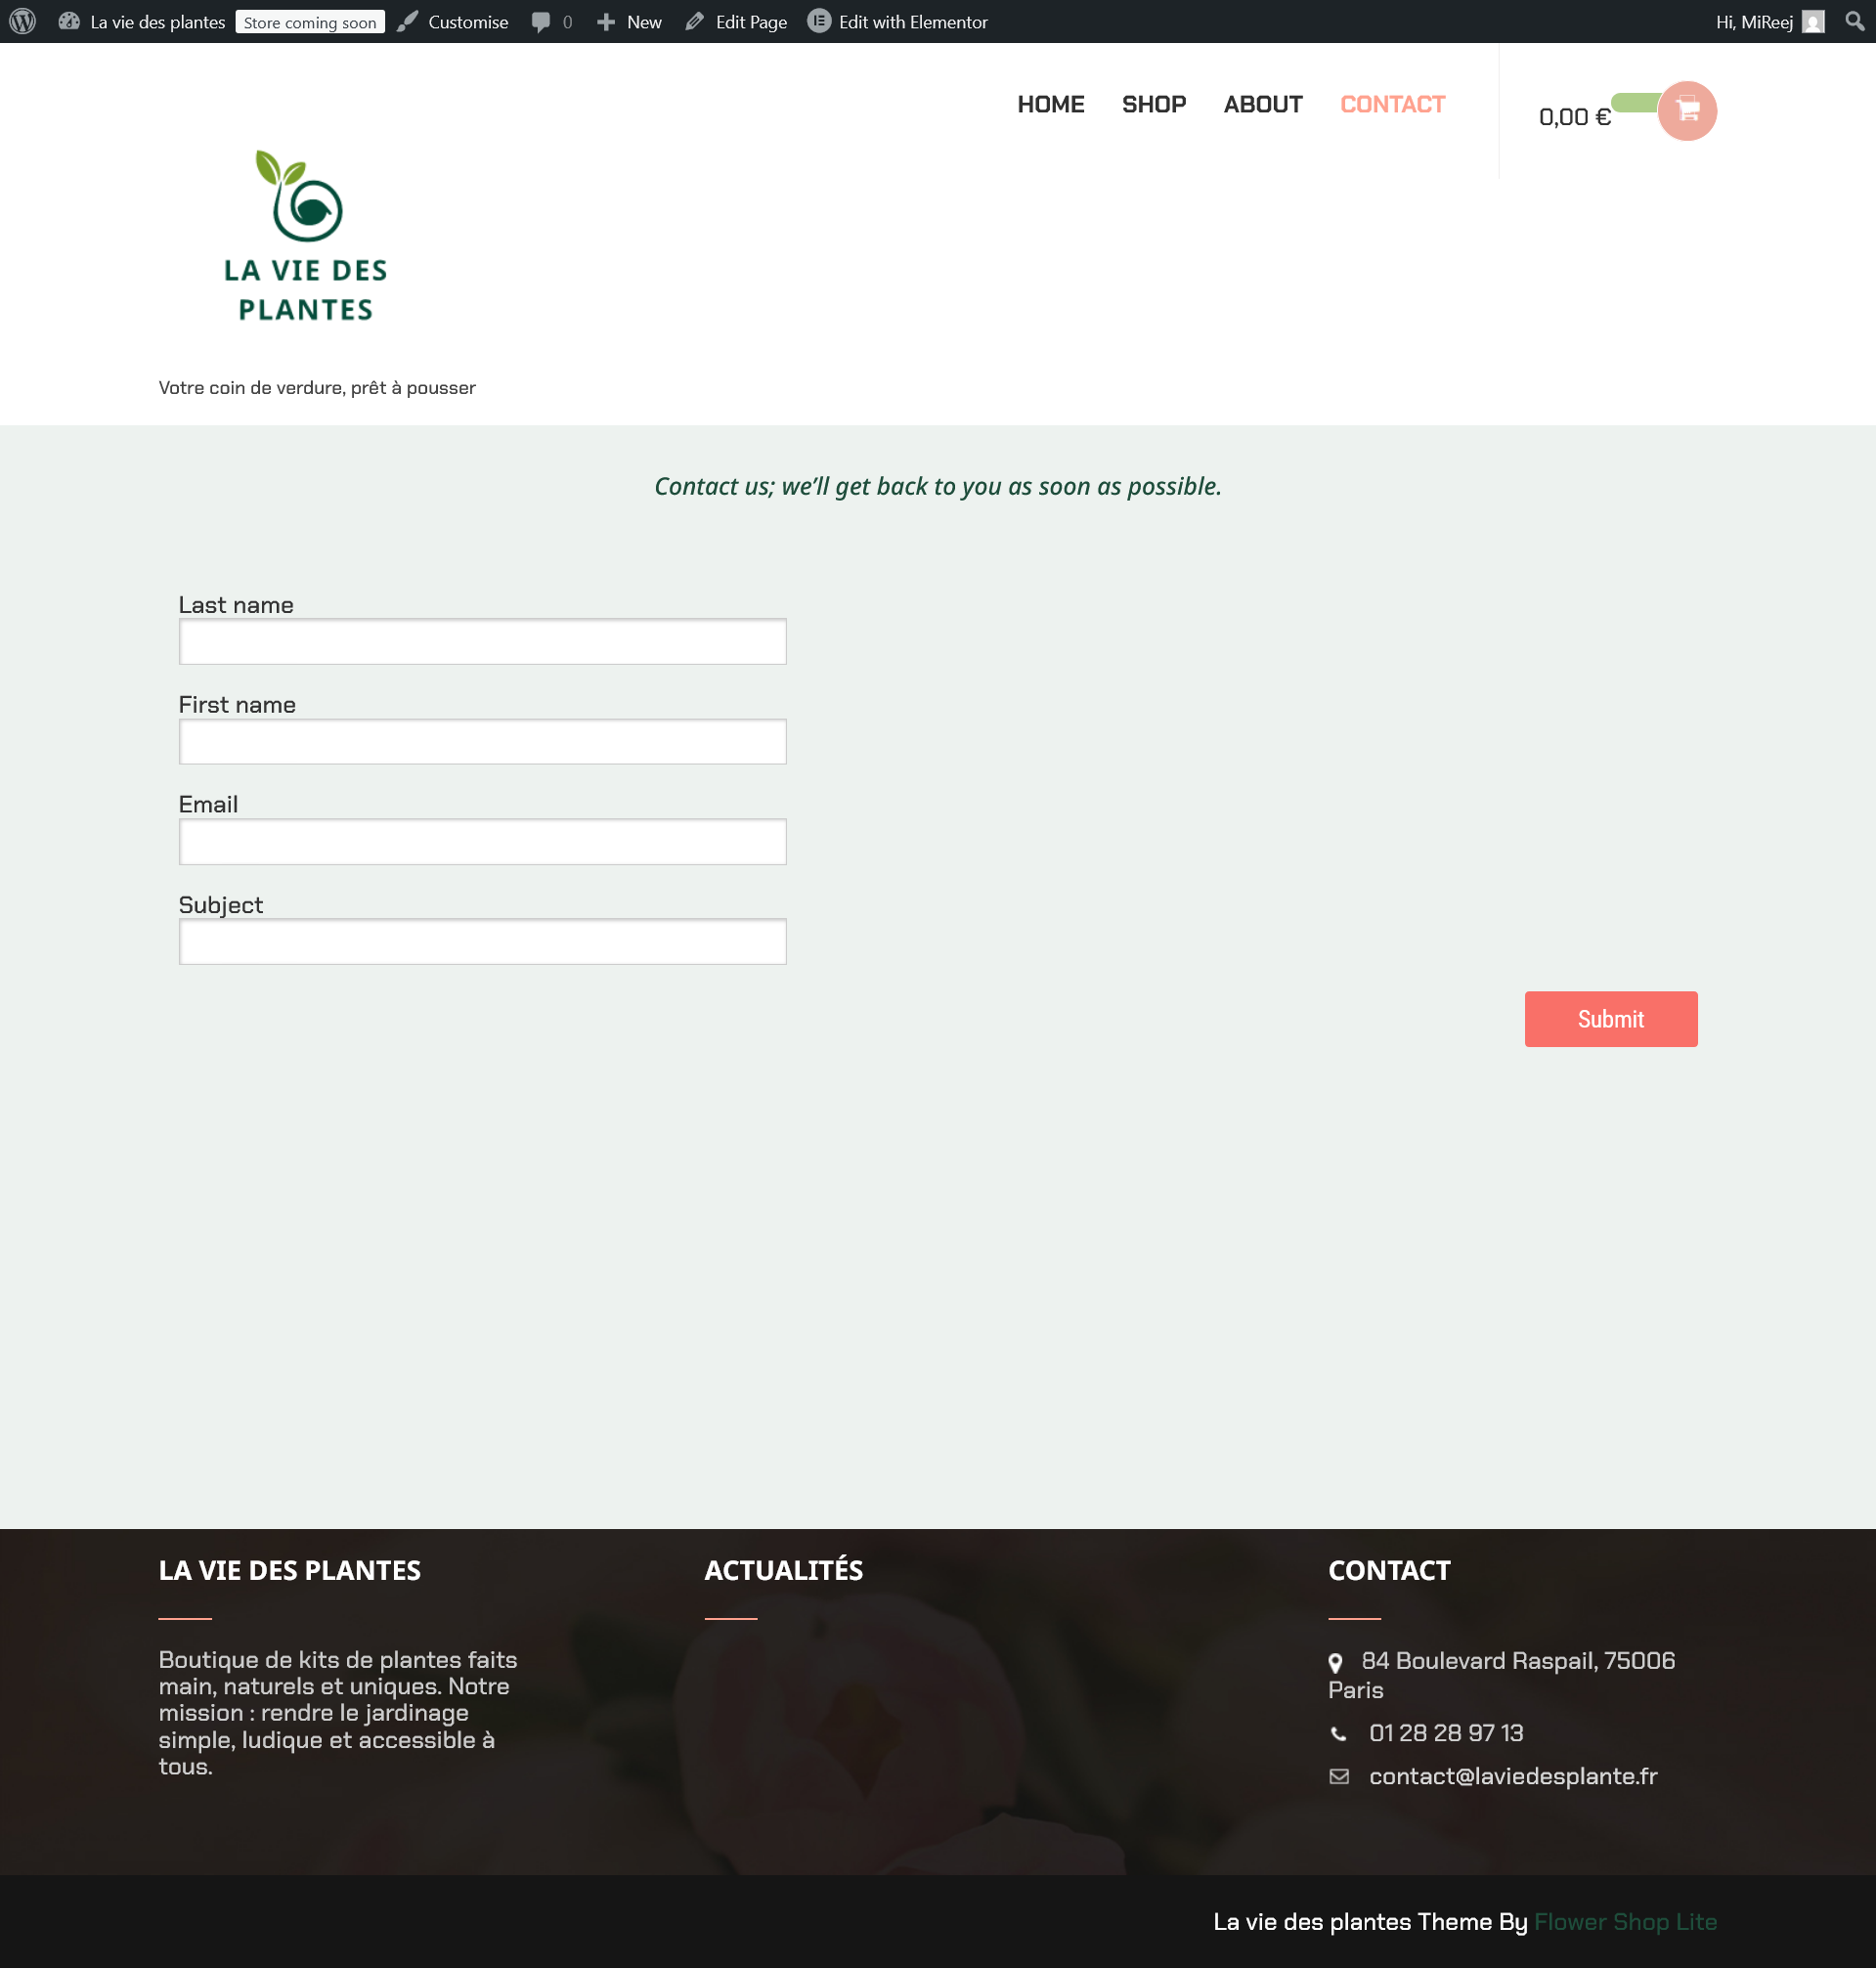 La vie des plantes Store coming soon Customise 0 New Edit Page Edit with Elementor Hi, MiReej
HOME SHOP ABOUT CONTACT
0,00 €
LA VIE DES
PLANTES
Votre coin de verdure, prêt à pousser
Contact us; we’ll get back to you as soon as possible.
Last name
First name
Email
Subject
Submit
LA VIE DES PLANTES
Boutique de kits de plantes faits
main, naturels et uniques. Notre
mission : rendre le jardinage
simple, ludique et accessible à
tous.
ACTUALITÉS
CONTACT
84 Boulevard Raspail, 75006
Paris
01 28 28 97 13
contact@laviedesplante.fr
La vie des plantes Theme By Flower Shop Lite